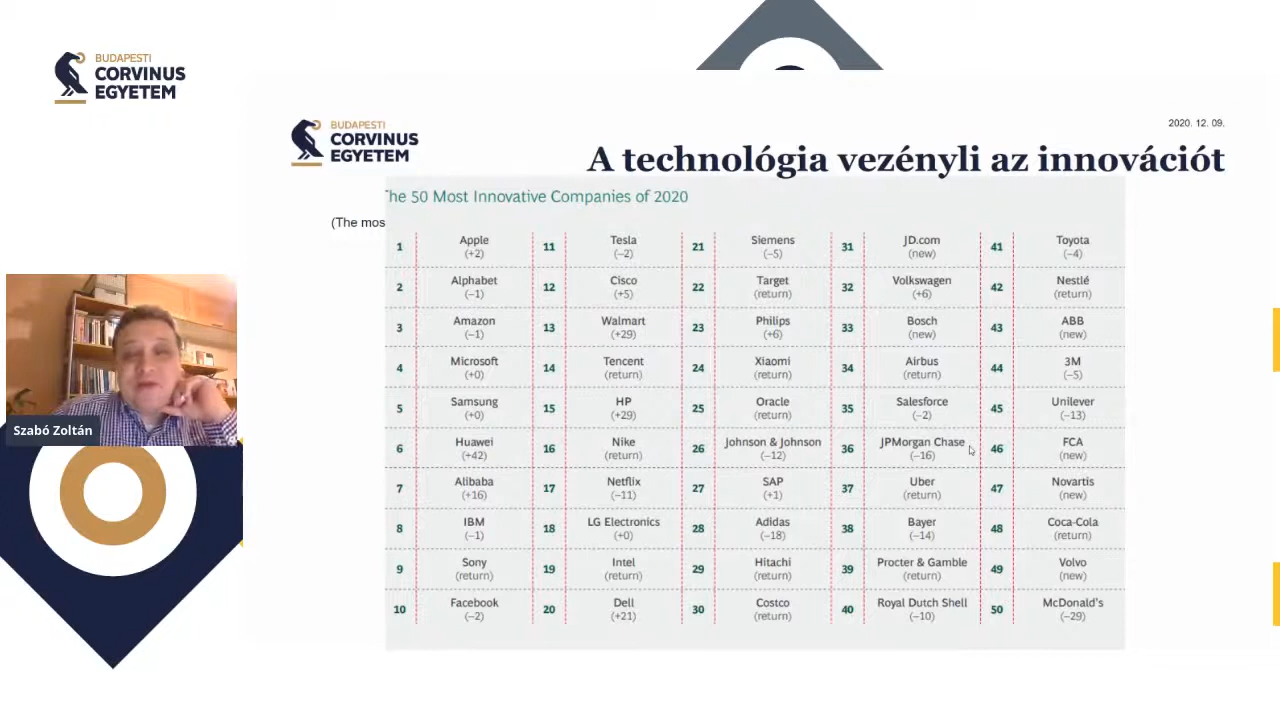 BUDAPESTI
CORVINUS
EGYETEM
BUDAPESTI
CORVINUS
EGYETEM
2020. 12. 09.
A technológia vezényli az innovációt
he 50 Most Innovative Companies of 2020
(The mos
1 Apple (+2)
2 Alphabet (–1)
3 Amazon (–1)
4 Microsoft (+0)
5 Samsung (+0)
6 Huawei (+42)
7 Alibaba (+16)
8 IBM (–1)
9 Sony (return)
10 Facebook (–2)
11 Tesla (–2)
12 Cisco (+5)
13 Walmart (+29)
14 Tencent (return)
15 HP (+29)
16 Nike (return)
17 Netflix (–11)
18 LG Electronics (+0)
19 Intel (return)
20 Dell (+21)
21 Siemens (–5)
22 Target (return)
23 Philips (+6)
24 Xiaomi (return)
25 Oracle (return)
26 Johnson & Johnson (–12)
27 SAP (+1)
28 Adidas (–18)
29 Hitachi (return)
30 Costco (return)
31 JD.com (new)
32 Volkswagen (+6)
33 Bosch (new)
34 Airbus (return)
35 Salesforce (–2)
36 JPMorgan Chase (–16)
37 Uber (return)
38 Bayer (–14)
39 Procter & Gamble (return)
40 Royal Dutch Shell (–10)
41 Toyota (–4)
42 Nestlé (return)
43 ABB (new)
44 3M (–5)
45 Unilever (–13)
46 FCA (new)
47 Novartis (new)
48 Coca-Cola (return)
49 Volvo (new)
50 McDonald's (–29)
Szabó Zoltán